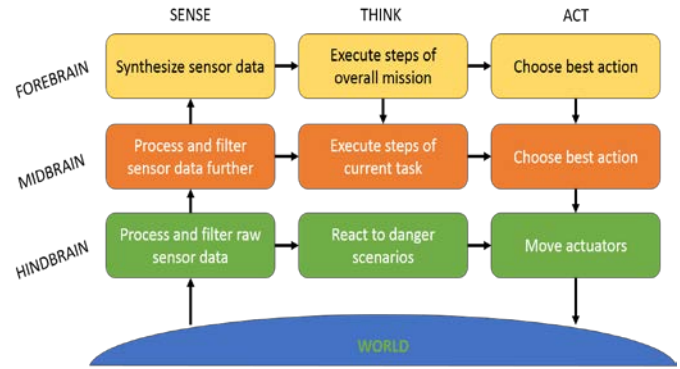 SENSE THINK ACT
FOREBRAIN
Synthesize sensor data
Execute steps of
overall mission
Choose best action
MIDBRAIN
Process and filter
sensor data further
Execute steps of
current task
Choose best action
HINDBRAIN
Process and filter raw
sensor data
React to danger
scenarios
Move actuators
WORLD